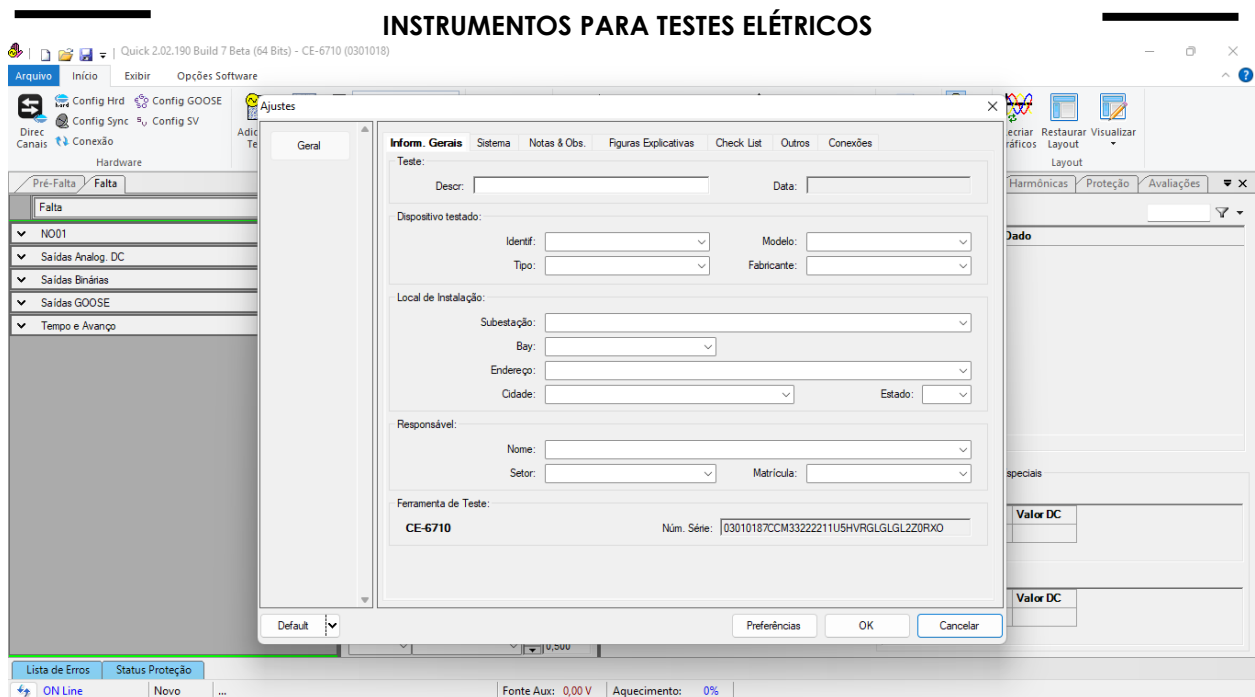 INSTRUMENTOS PARA TESTES ELÉTRICOS
Quick 2.02.190 Build 7 Beta (64 Bits) - CE-6710 (0301018)
Arquivo Início Exibir Opções Software
Direc Canais
Config Hrd Config GOOSE
Config Sync Config SV
Conexão
Hardware
Restaurar Layout
Visualizar
Layout
Pré-Falta Falta
Harmônicas Proteção Avaliações
Falta
NO01
Saídas Analog. DC
Saídas Binárias
Saídas GOOSE
Tempo e Avanço
Ajustes
Geral
Inform. Gerais Sistema Notas & Obs. Figuras Explicativas Check List Outros Conexões
Teste:
Descr: Data:
Dispositivo testado:
Identif: Modelo:
Tipo: Fabricante:
Local de Instalação:
Subestação:
Bay:
Endereço:
Cidade: Estado:
Responsável:
Nome:
Setor: Matrícula:
Ferramenta de Teste:
CE-6710 Núm. Série: 03010187CCM33222211U5HVRGLGLGL2Z0RXO
Default Preferências OK Cancelar
Valor DC
Valor DC
0,500
Lista de Erros Status Proteção
ON Line Novo ... Fonte Aux: 0,00 V Aquecimento: 0%